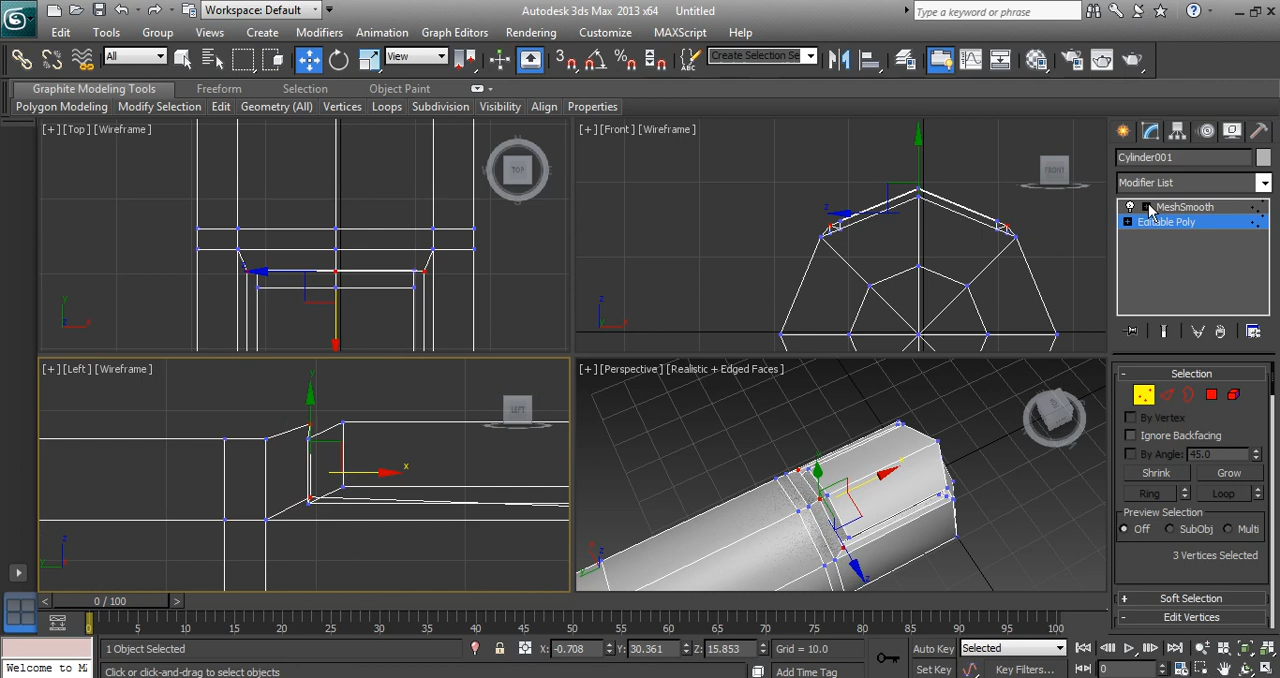 Workspace: Default
Autodesk 3ds Max 2013 x64 Untitled
Type a keyword or phrase
Edit Tools Group Views Create Modifiers Animation Graph Editors Rendering Customize MAXScript Help
All
View
Create Selection Se
Graphite Modeling Tools Freeform Selection Object Paint
Polygon Modeling Modify Selection Edit Geometry (All) Vertices Loops Subdivision Visibility Align Properties
[+] [Top] [Wireframe]
TOP
[+] [Front] [Wireframe]
FRONT
Cylinder001
Modifier List
MeshSmooth
Editable Poly
[+] [Left] [Wireframe]
LEFT
[+] [Perspective] [Realistic + Edged Faces]
Selection
By Vertex
Ignore Backfacing
By Angle: 45.0
Shrink Grow
Ring Loop
Preview Selection
Off SubObj Multi
3 Vertices Selected
Soft Selection
Edit Vertices
0 / 100
0 5 10 15 20 25 30 35 40 45 50 55 60 65 70 75 80 85 90 95 100
1 Object Selected
X: -0.708 Y: 30.361 Z: 15.853 Grid = 10.0
Auto Key Selected
Welcome to M
Click or click-and-drag to select objects
Add Time Tag
Set Key Key Filters... 0